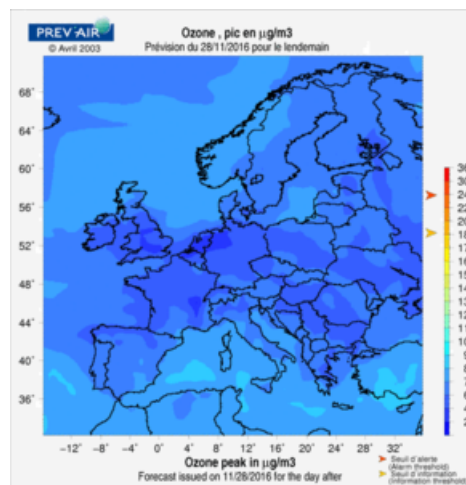 PREV'AIR
© Avril 2003
Ozone , pic en µg/m3
Prévision du 28/11/2016 pour le lendemain
68°
64°
60°
56°
52°
48°
44°
40°
36°
-12° -8° -4° 0° 4° 8° 12° 16° 20° 24° 28° 32°
Ozone peak in µg/m3
Forecast issued on 11/28/2016 for the day after
Seuil d'alerte
(Alarm threshold)
Seuil d'information
(Information threshold)